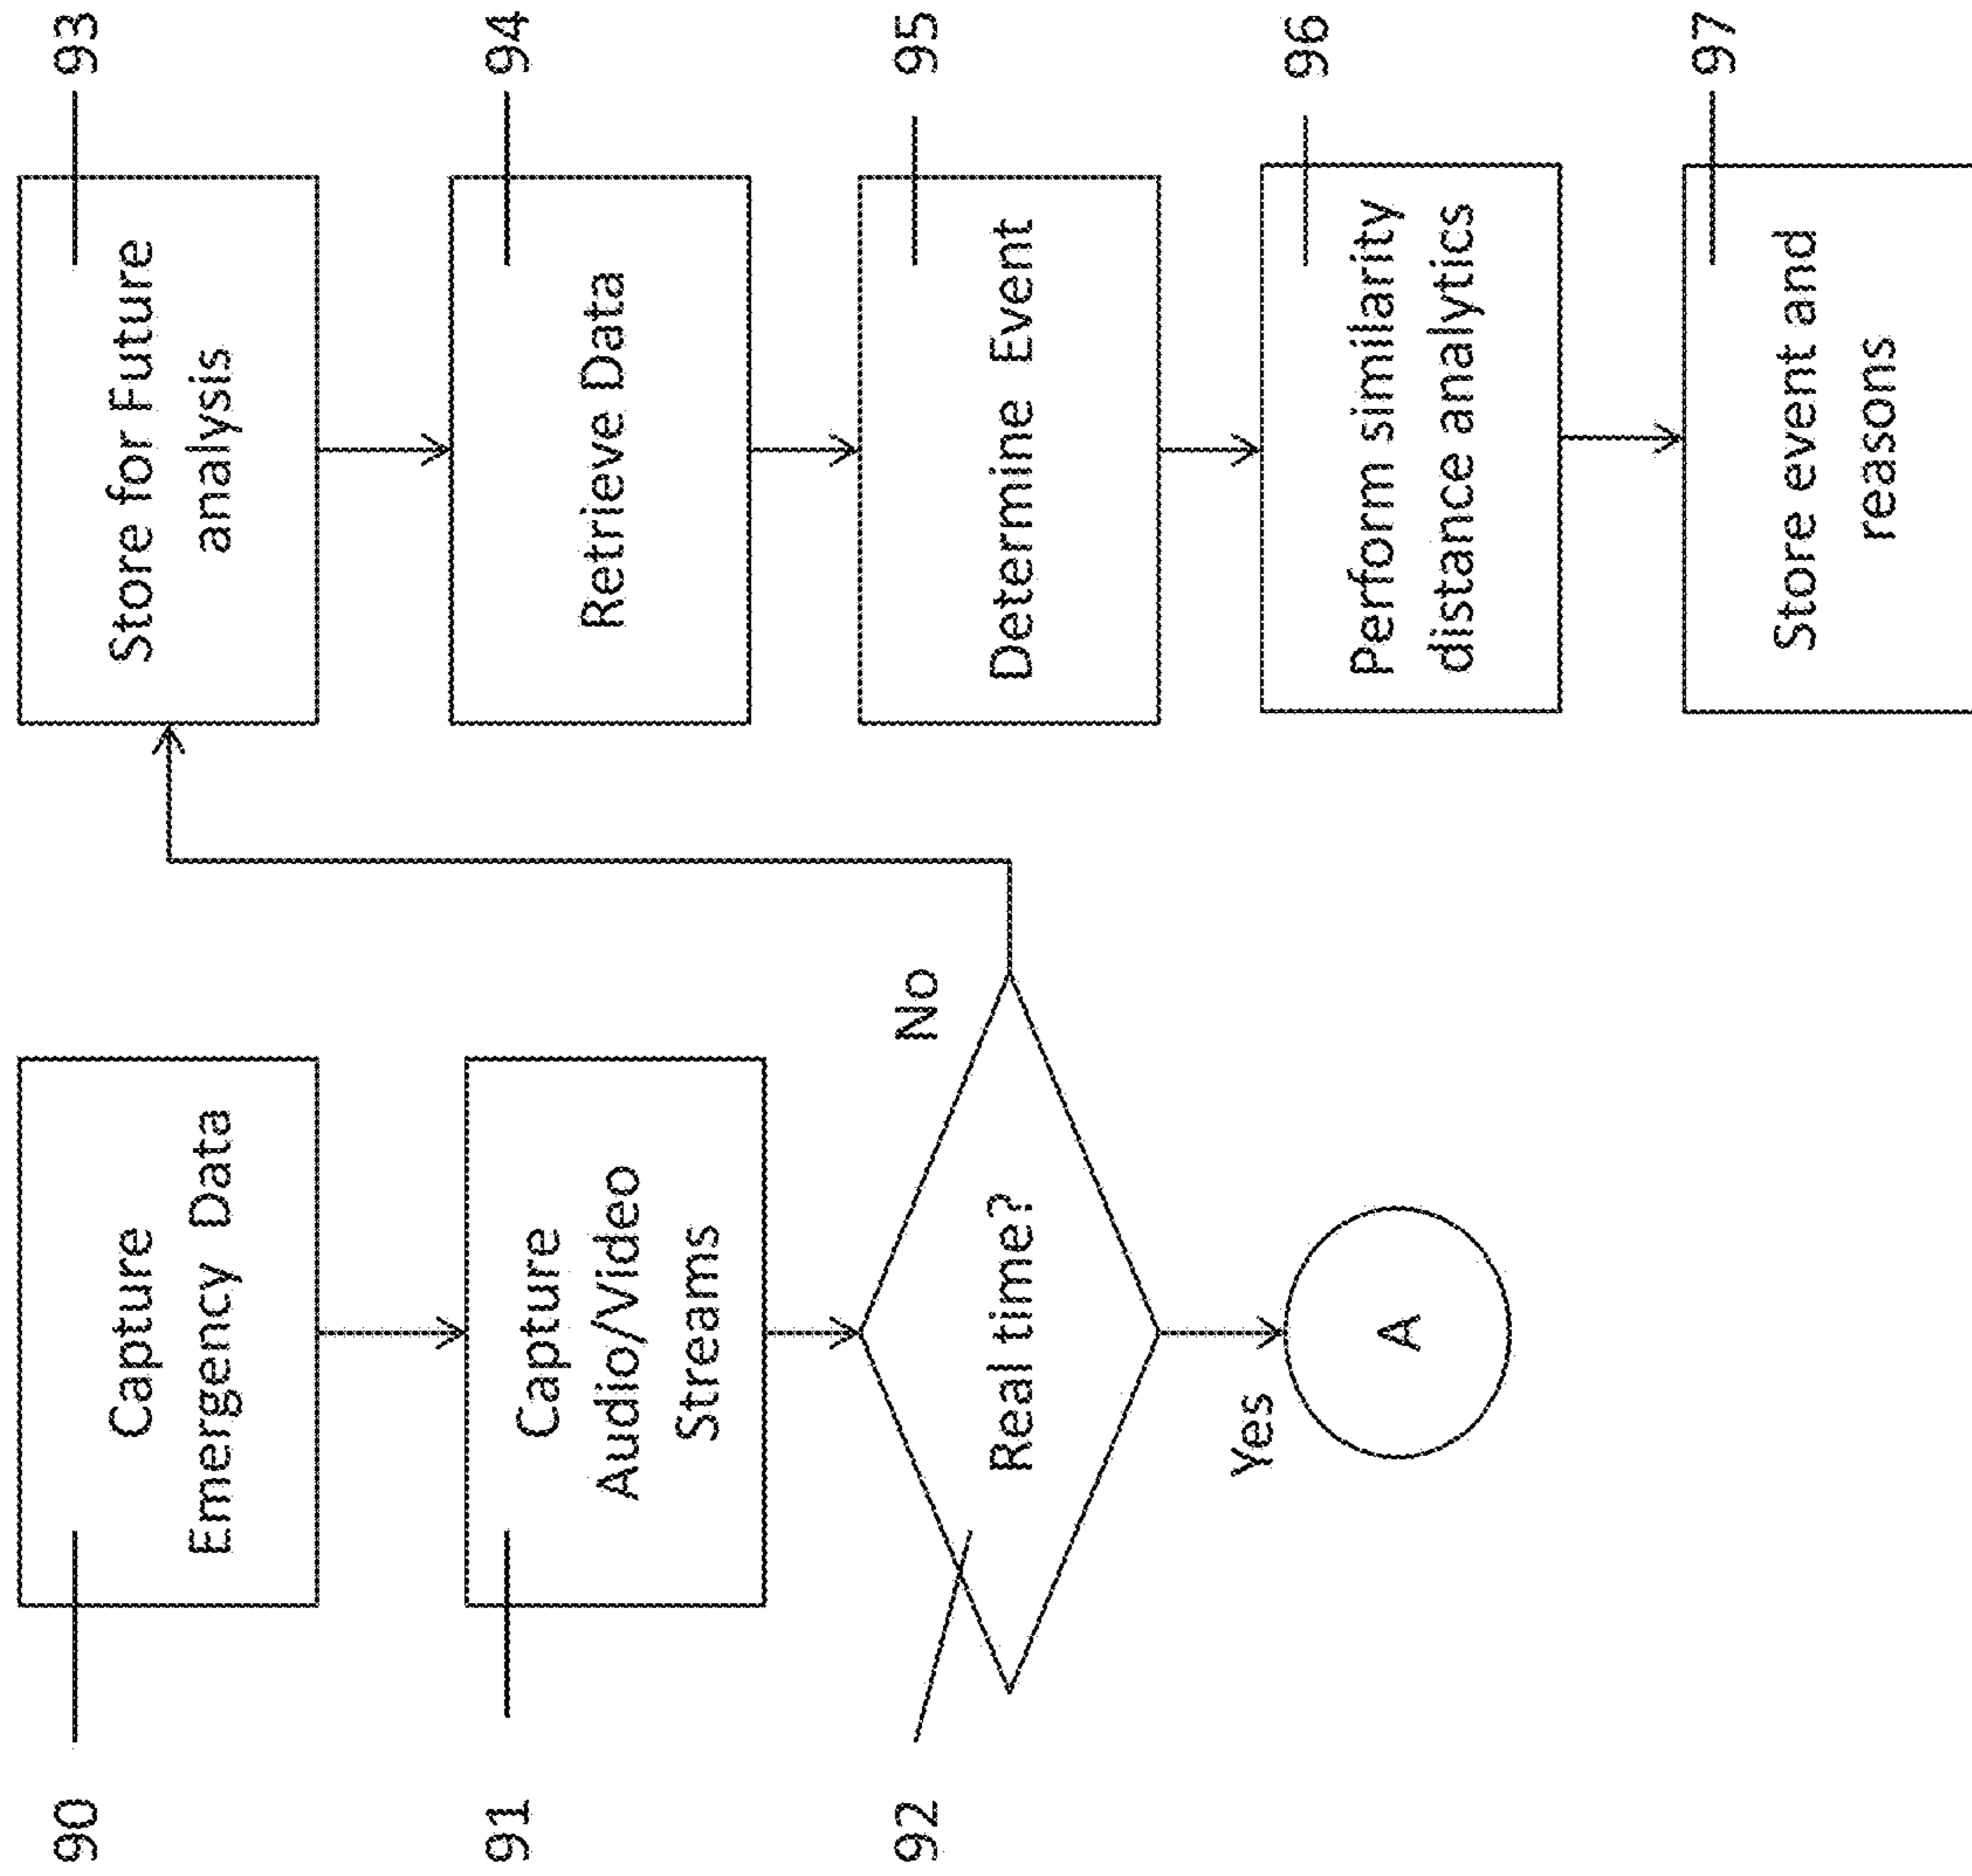 90
Capture
Emergency Data
91
Capture
Audio/Video
Streams
92
Real time?
No
Yes
A
93
Store for Future
analysis
94
Retrieve Data
95
Determine Event
96
Perform similarity
distance analytics
97
Store event and
reasons